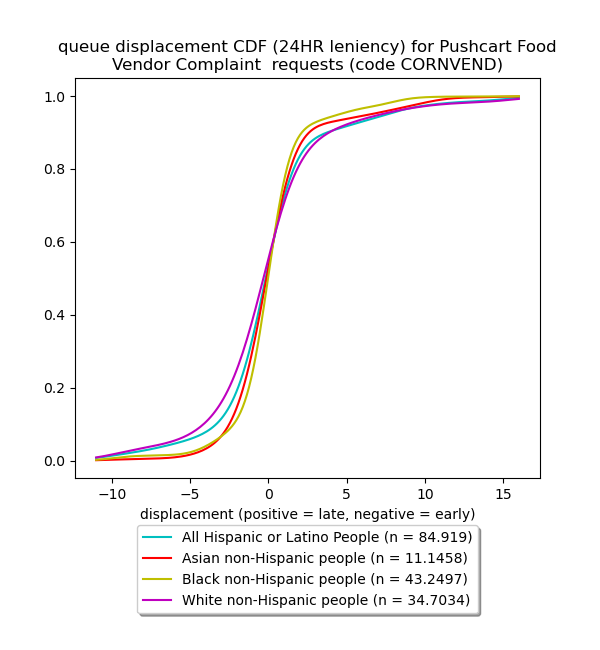 queue displacement CDF (24HR leniency) for Pushcart Food
Vendor Complaint  requests (code CORNVEND)
1.0
0.8
0.6
0.4
0.2
0.0
−10
−5
0
5
10
15
displacement (positive = late, negative = early)
All Hispanic or Latino People (n = 84.919)
Asian non-Hispanic people (n = 11.1458)
Black non-Hispanic people (n = 43.2497)
White non-Hispanic people (n = 34.7034)